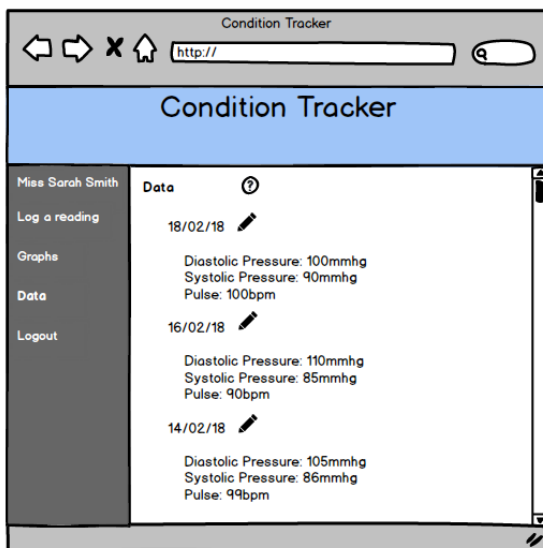 Condition Tracker
http://
Condition Tracker
Miss Sarah Smith
Log a reading
Graphs
Data
Logout
Data ?
18/02/18
Diastolic Pressure: 100mmhg
Systolic Pressure: 90mmhg
Pulse: 100bpm
16/02/18
Diastolic Pressure: 110mmhg
Systolic Pressure: 85mmhg
Pulse: 90bpm
14/02/18
Diastolic Pressure: 105mmhg
Systolic Pressure: 86mmhg
Pulse: 99bpm